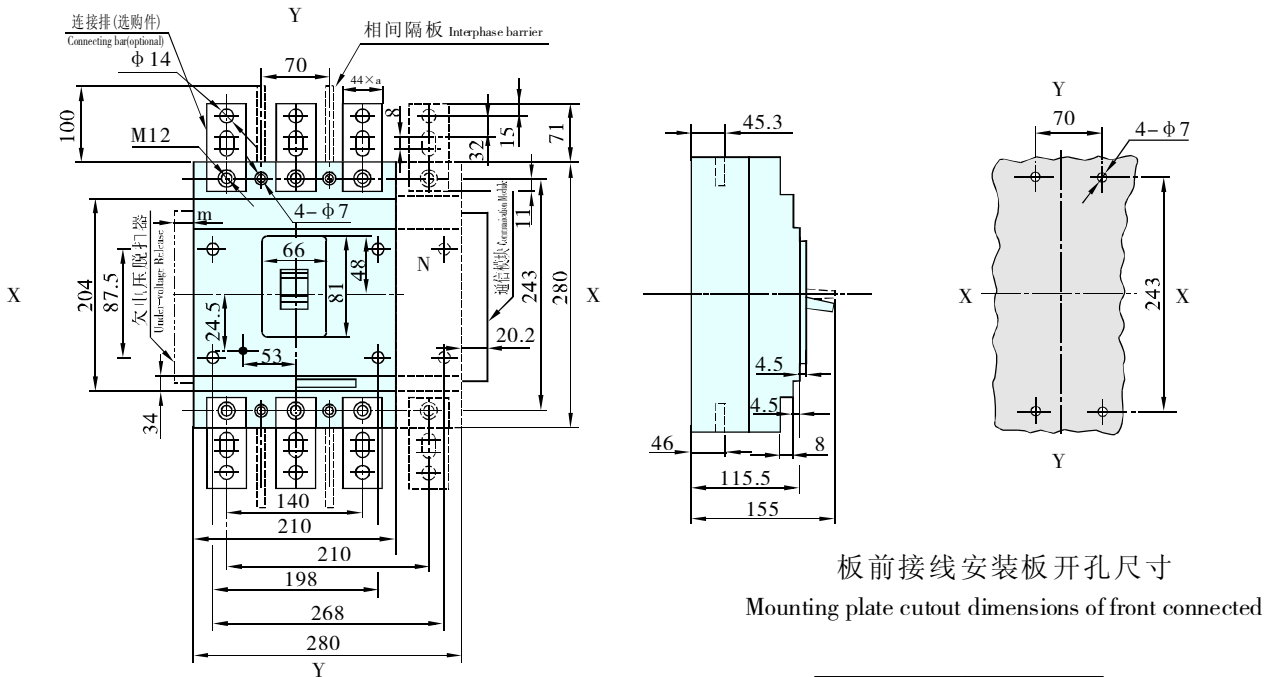 Y
连接排(选购件)
Connecting bar(optional)
相间隔板 Interphase barrier
φ14
70
44×a
100
M12
8
32
15
71
4-φ7
m
11
欠电压脱扣器
Under-voltage Release
通信模块 Communication Module
66
48
81
N
X
204
87.5
24.5
53
243
280
X
20.2
34
140
210
210
198
268
280
Y
45.3
4.5
4.5
46
8
115.5
155
Y
70
4-φ7
X
243
X
Y
板前接线安装板开孔尺寸
Mounting plate cutout dimensions of front connected